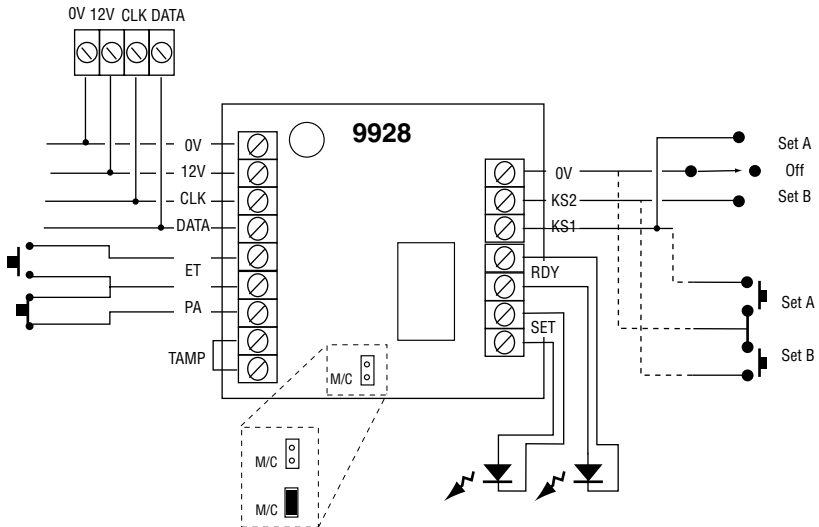 0V 12V CLK DATA
9928
0V
12V
CLK
DATA
ET
PA
TAMP
0V
KS2
KS1
RDY
SET
Set A
Off
Set B
Set A
Set B
M/C
M/C
M/C